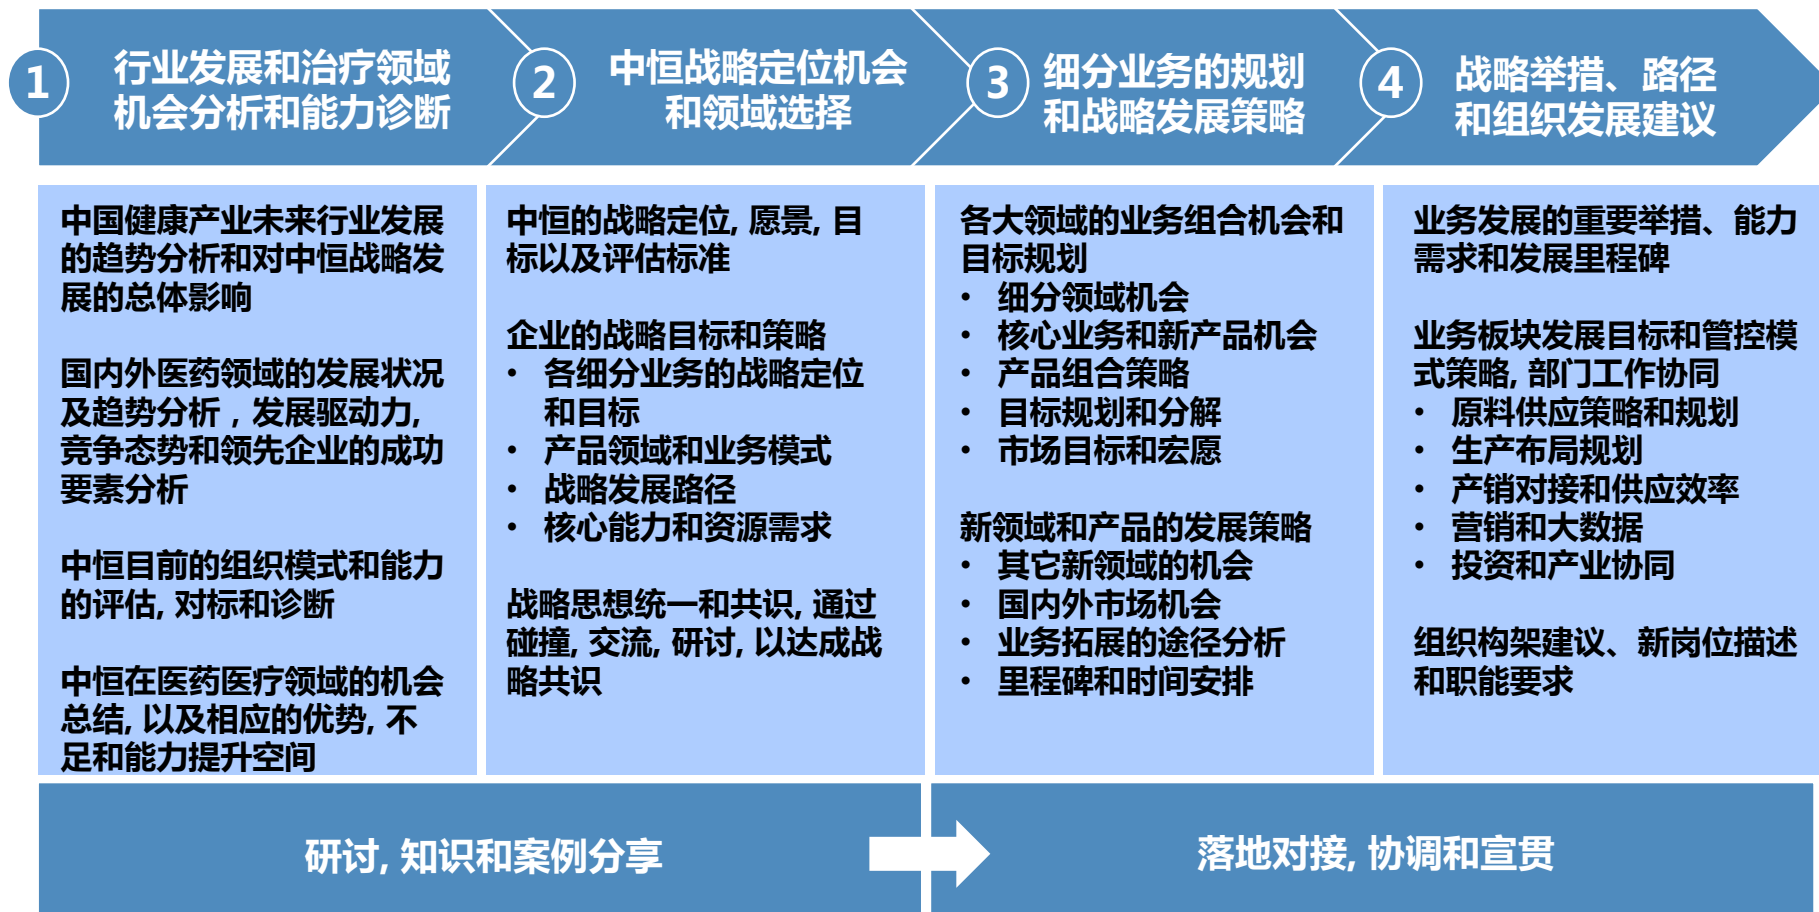 1
行业发展和治疗领域
机会分析和能力诊断
2
中恒战略定位机会
和领域选择
3
细分业务的规划
和战略发展策略
4
战略举措、路径
和组织发展建议
中国健康产业未来行业发展
的趋势分析和对中恒战略发
展的总体影响
国内外医药领域的发展状况
及趋势分析，发展驱动力,
竞争态势和领先企业的成功
要素分析
中恒目前的组织模式和能力
的评估, 对标和诊断
中恒在医药医疗领域的机会
总结, 以及相应的优势, 不
足和能力提升空间
中恒的战略定位, 愿景, 目
标以及评估标准
企业的战略目标和策略
• 各细分业务的战略定位
和目标
• 产品领域和业务模式
• 战略发展路径
• 核心能力和资源需求
战略思想统一和共识, 通过
碰撞, 交流, 研讨, 以达成战
略共识
各大领域的业务组合机会和
目标规划
• 细分领域机会
• 核心业务和新产品机会
• 产品组合策略
• 目标规划和分解
• 市场目标和宏愿
新领域和产品的发展策略
• 其它新领域的机会
• 国内外市场机会
• 业务拓展的途径分析
• 里程碑和时间安排
业务发展的重要举措、能力
需求和发展里程碑
业务板块发展目标和管控模
式策略, 部门工作协同
• 原料供应策略和规划
• 生产布局规划
• 产销对接和供应效率
• 营销和大数据
• 投资和产业协同
组织构架建议、新岗位描述
和职能要求
研讨, 知识和案例分享
落地对接, 协调和宣贯